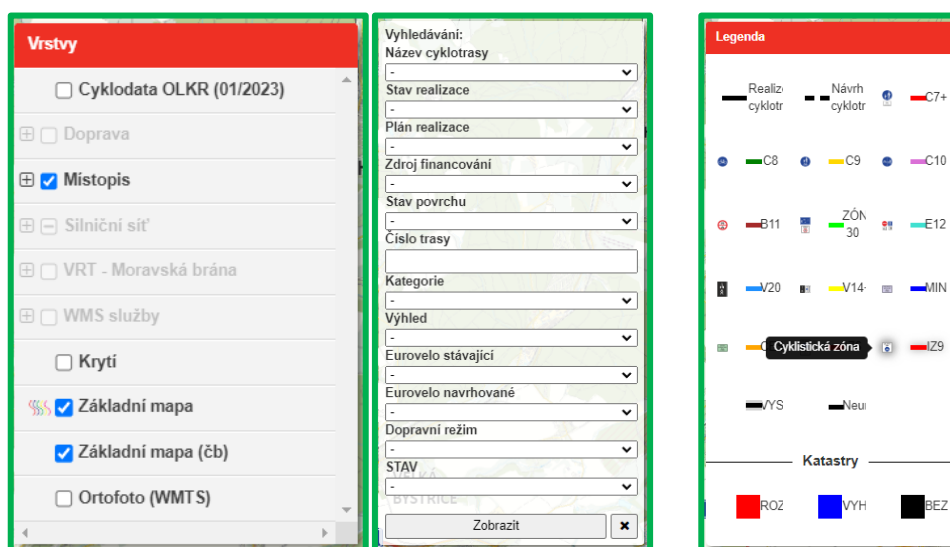 Vrstvy
Cyklodata OLKR (01/2023)
Doprava
Místopis
Silniční síť
VRT - Moravská brána
WMS služby
Krytí
Základní mapa
Základní mapa (čb)
Ortofoto (WMTS)
Vyhledávání:
Název cyklotrasy
-
Stav realizace
-
Plán realizace
-
Zdroj financování
-
Stav povrchu
-
Číslo trasy
Kategorie
-
Výhled
-
Eurovelo stávající
-
Eurovelo navrhované
-
Dopravní režim
-
STAV
-
VELKÁ
BYSTŘICE
Zobrazit
Legenda
Realiz
cyklotr
Návrh
cyklotr
C7+
C8
C9
C10
B11
ZÓN
30
E12
V20
V14
MIN
Cyklistická zóna
IZ9
VYS
Neu
Katastry
ROZ
VYH
BEZ